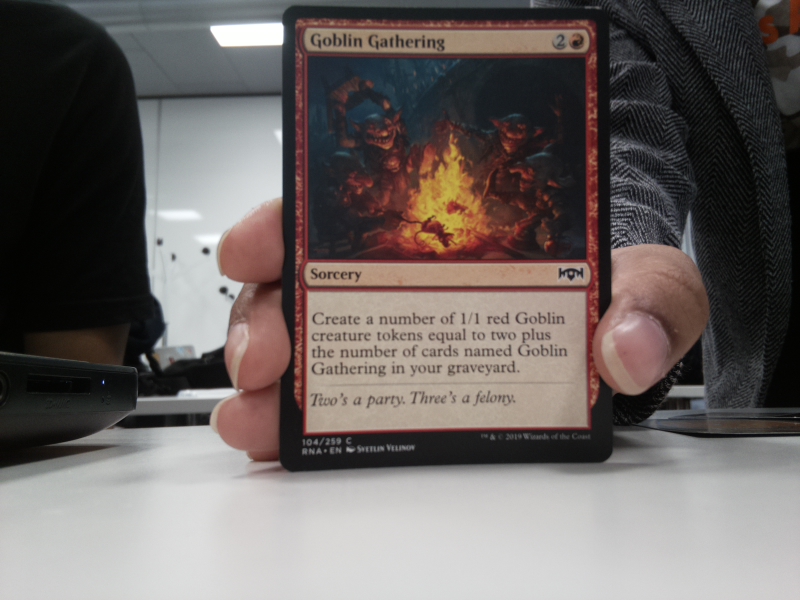 Goblin Gathering 2
Sorcery
Create a number of 1/1 red Goblin
creature tokens equal to two plus
the number of cards named Goblin
Gathering in your graveyard.
Two's a party. Three's a felony.
104/259 C
RNA • EN Svetlin Velinov
™ & © 2019 Wizards of the Coast